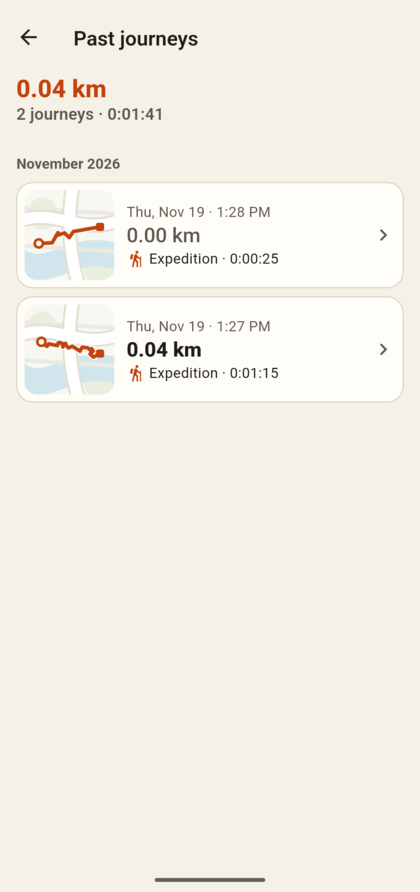 Past journeys
0.04 km
2 journeys · 0:01:41
November 2026
Thu, Nov 19 · 1:28 PM
0.00 km
Expedition · 0:00:25
Thu, Nov 19 · 1:27 PM
0.04 km
Expedition · 0:01:15